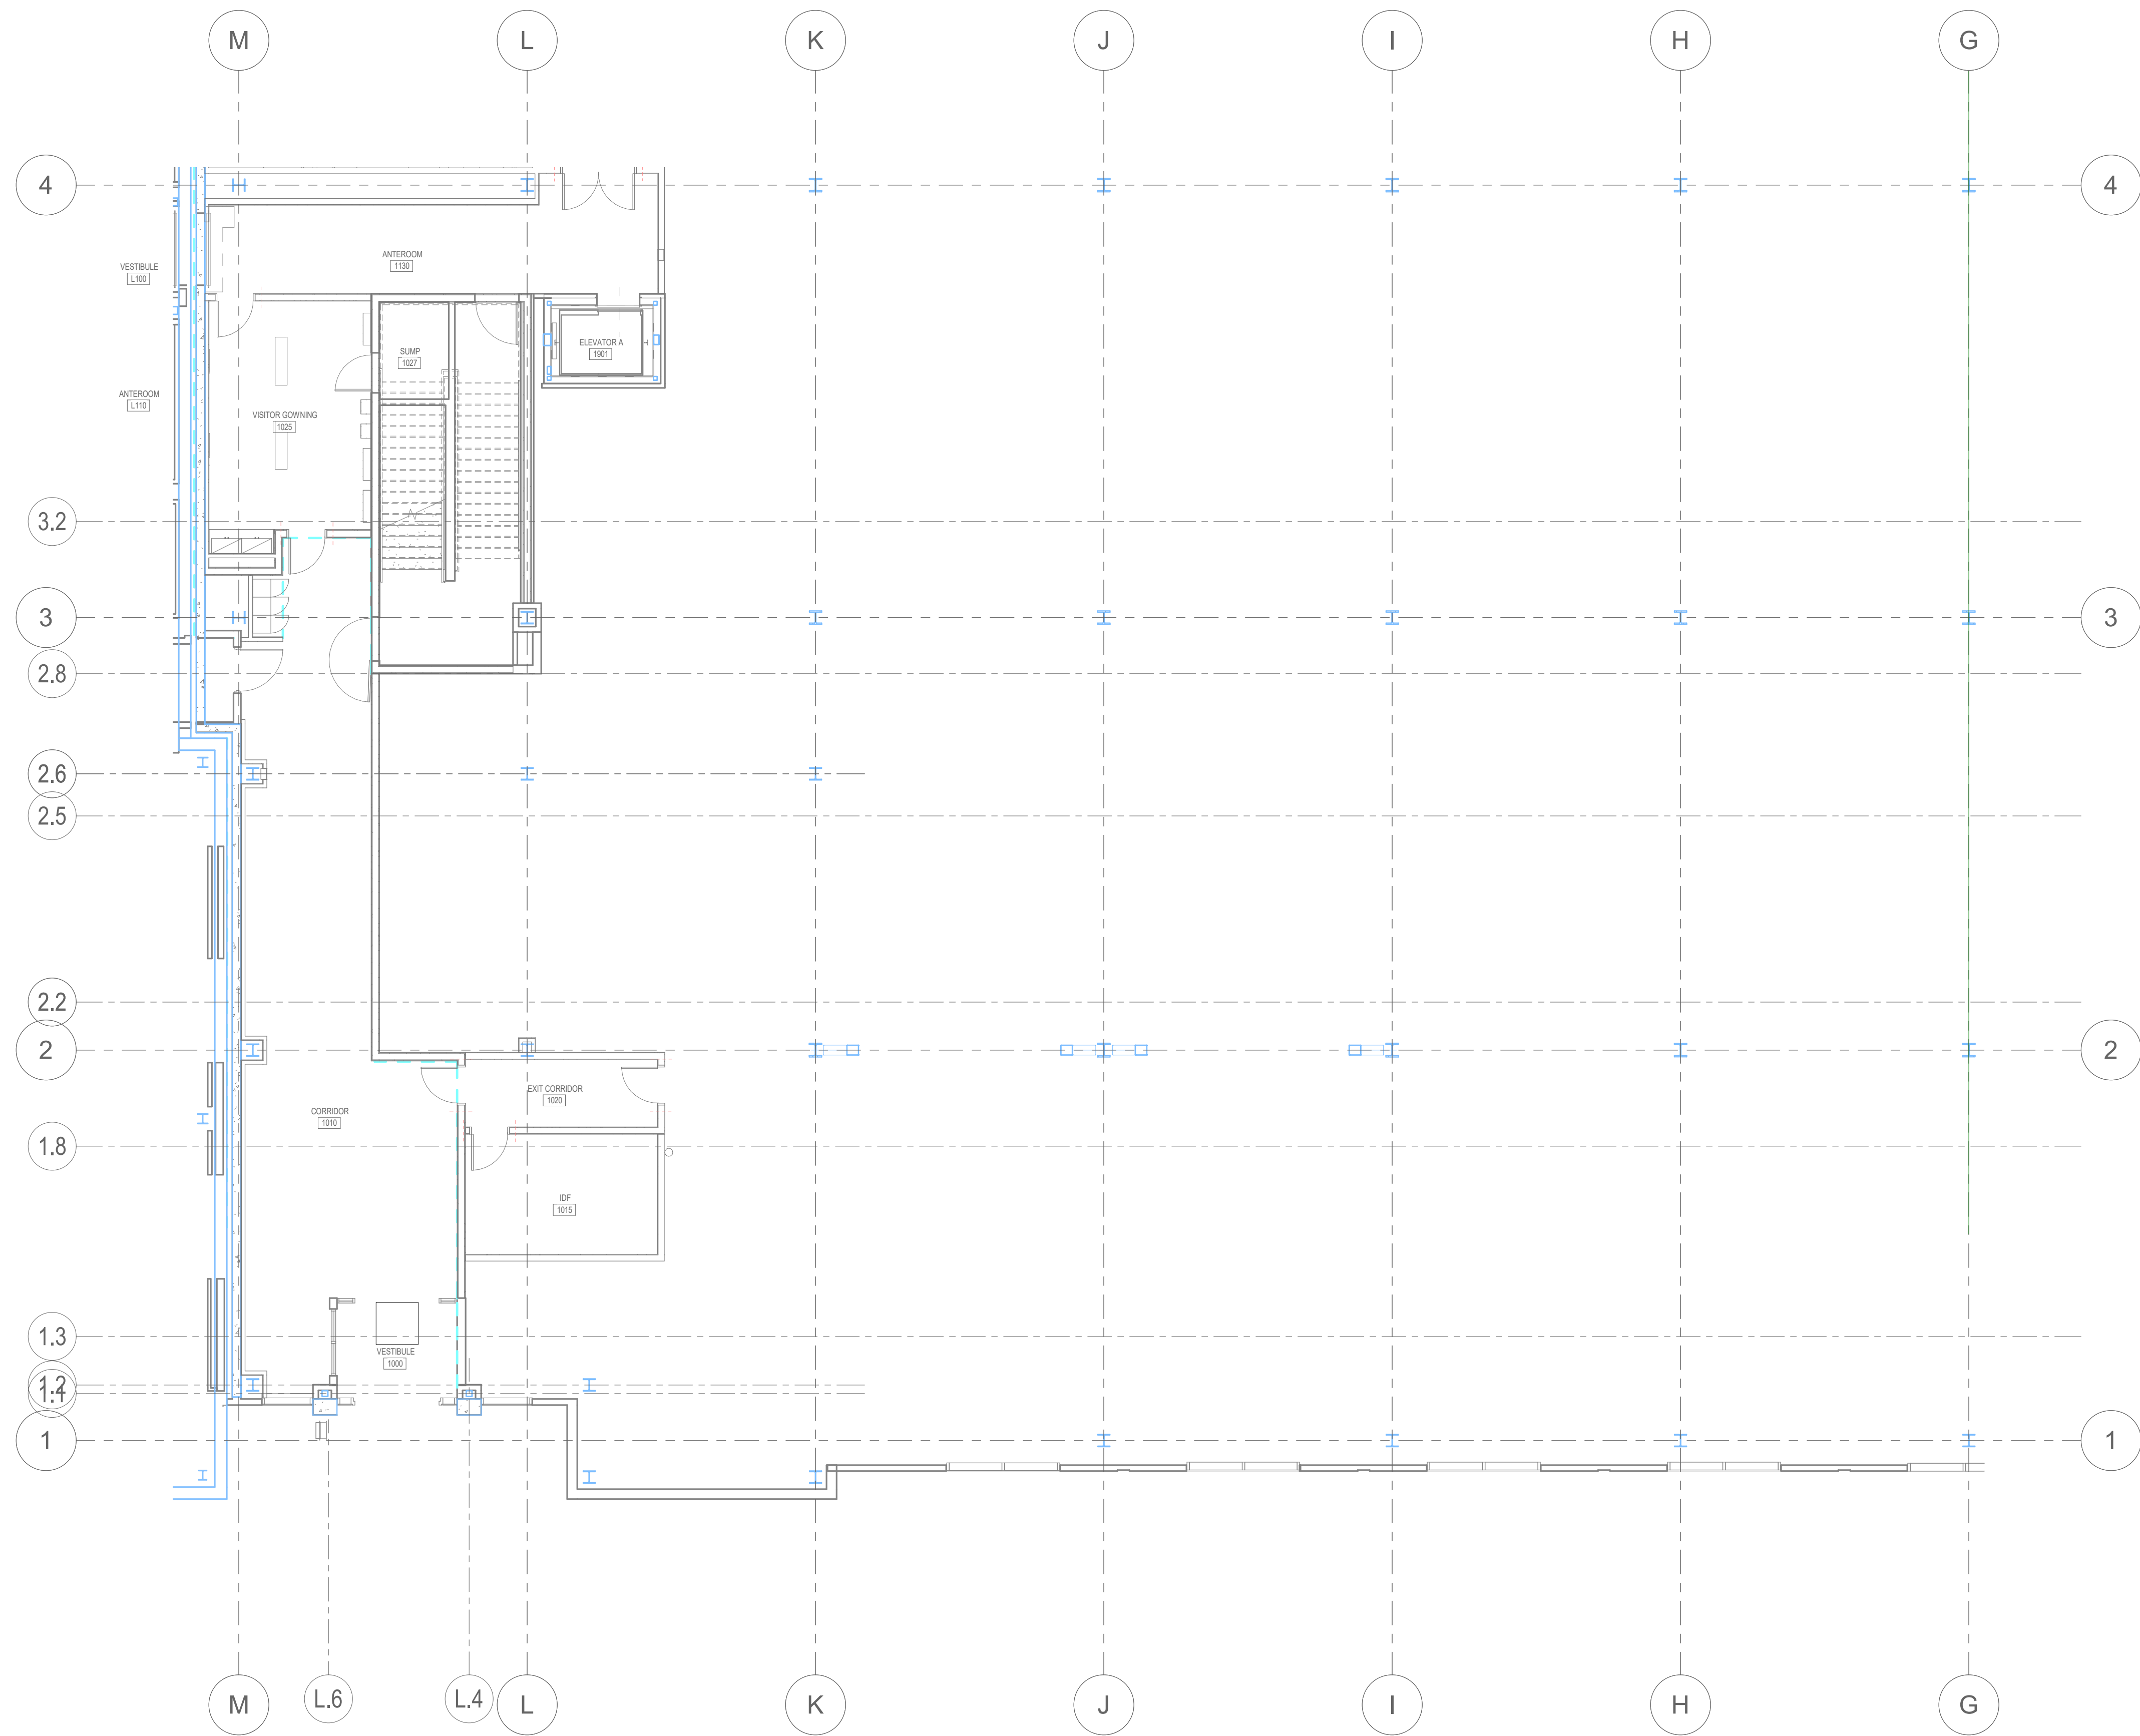 M L K J I H G
4 4
ANTEROOM
1130
VESTIBULE
L100
ELEVATOR A
1901
SUMP
1027
ANTEROOM
L110
VISITOR GOWNING
1025
3.2
3 3
2.8
2.6
2.5
2.2
2 2
EXIT CORRIDOR
1020
CORRIDOR
1010
1.8
IDF
1015
1.3
VESTIBULE
1000
1.2
1.1
1 1
M L.6 L.4 L K J I H G